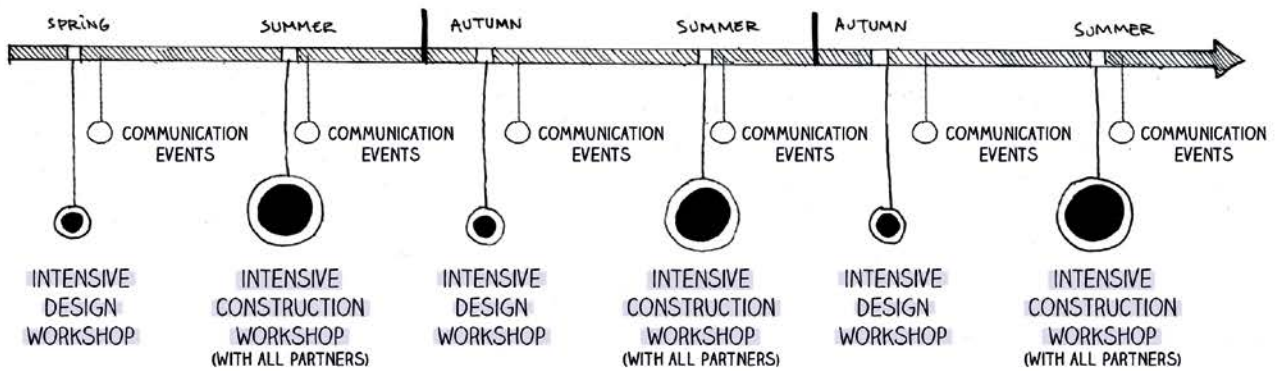 SPRING
SUMMER
AUTUMN
SUMMER
AUTUMN
SUMMER
COMMUNICATION
EVENTS
COMMUNICATION
EVENTS
COMMUNICATION
EVENTS
COMMUNICATION
EVENTS
COMMUNICATION
EVENTS
COMMUNICATION
EVENTS
INTENSIVE
DESIGN
WORKSHOP
INTENSIVE
CONSTRUCTION
WORKSHOP
(WITH ALL PARTNERS)
INTENSIVE
DESIGN
WORKSHOP
INTENSIVE
CONSTRUCTION
WORKSHOP
(WITH ALL PARTNERS)
INTENSIVE
DESIGN
WORKSHOP
INTENSIVE
CONSTRUCTION
WORKSHOP
(WITH ALL PARTNERS)